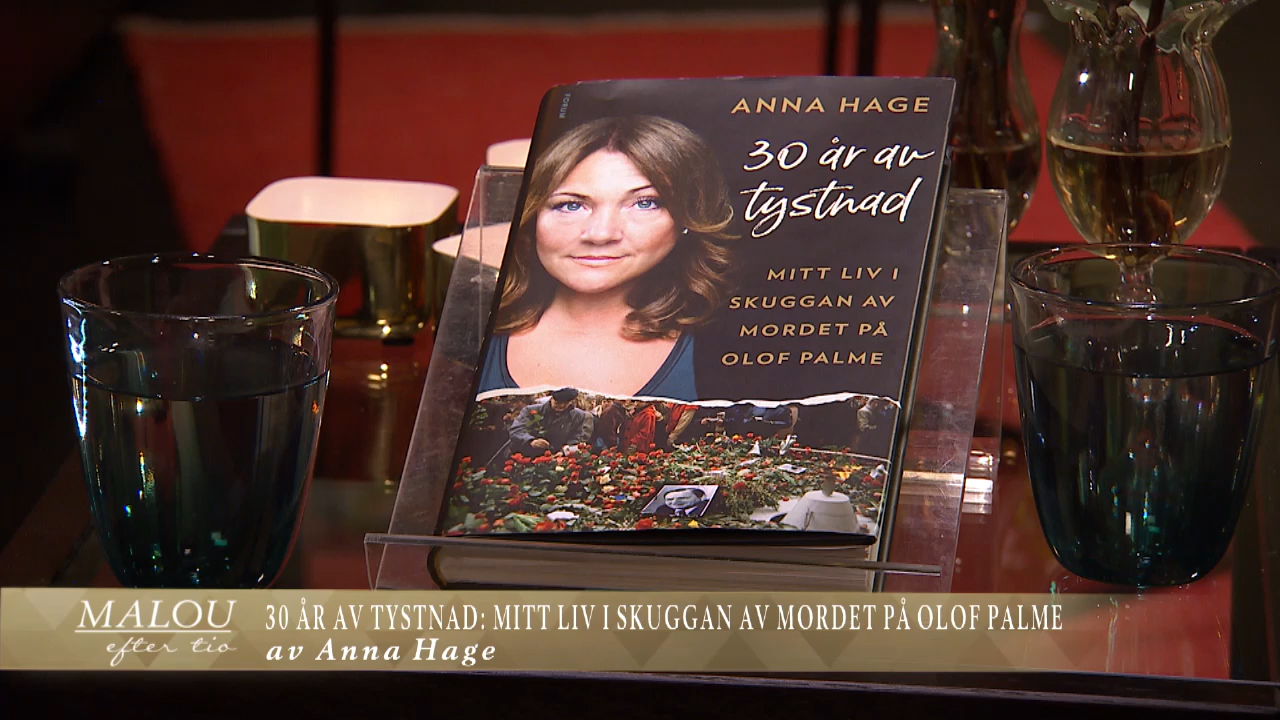 FORUM
ANNA HAGE
30 år av
tystnad
MITT LIV I
SKUGGAN AV
MORDET PÅ
OLOF PALME
MALOU
efter tio
30 ÅR AV TYSTNAD: MITT LIV I SKUGGAN AV MORDET PÅ OLOF PALME
av Anna Hage